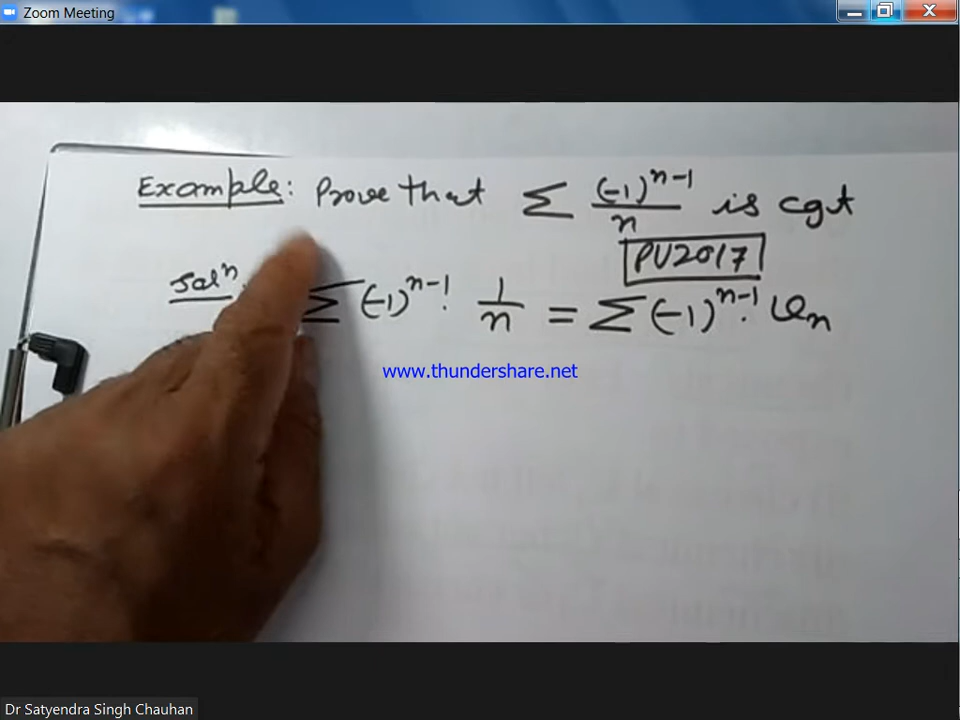 Zoom Meeting
Example: Prove that ∑ (-1)^{n-1}/n is cgt
PU2017
Sol^n: ∑ (-1)^{n-1}. 1/n = ∑ (-1)^{n-1}. u_n
www.thundershare.net
Dr Satyendra Singh Chauhan